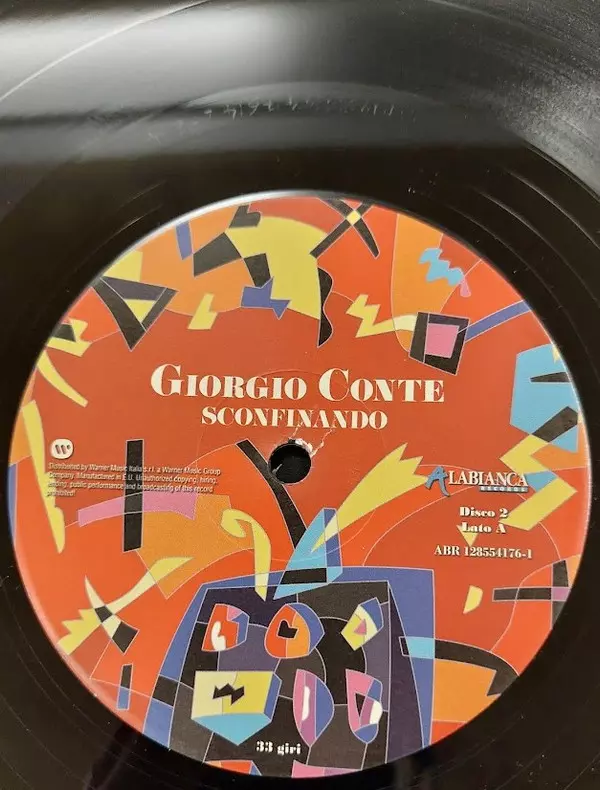 GIORGIO CONTE
SCONFINANDO
Distributed by Warner Music Italia s.r.l. a Warner Music Group
Company. Manufactured in E.U. Unauthorized copying, hiring,
lending, public performance and broadcasting of this record
prohibited!
ALABIANCA
RECORDS
Disco 2
Lato A
ABR 128554176-1
33 giri